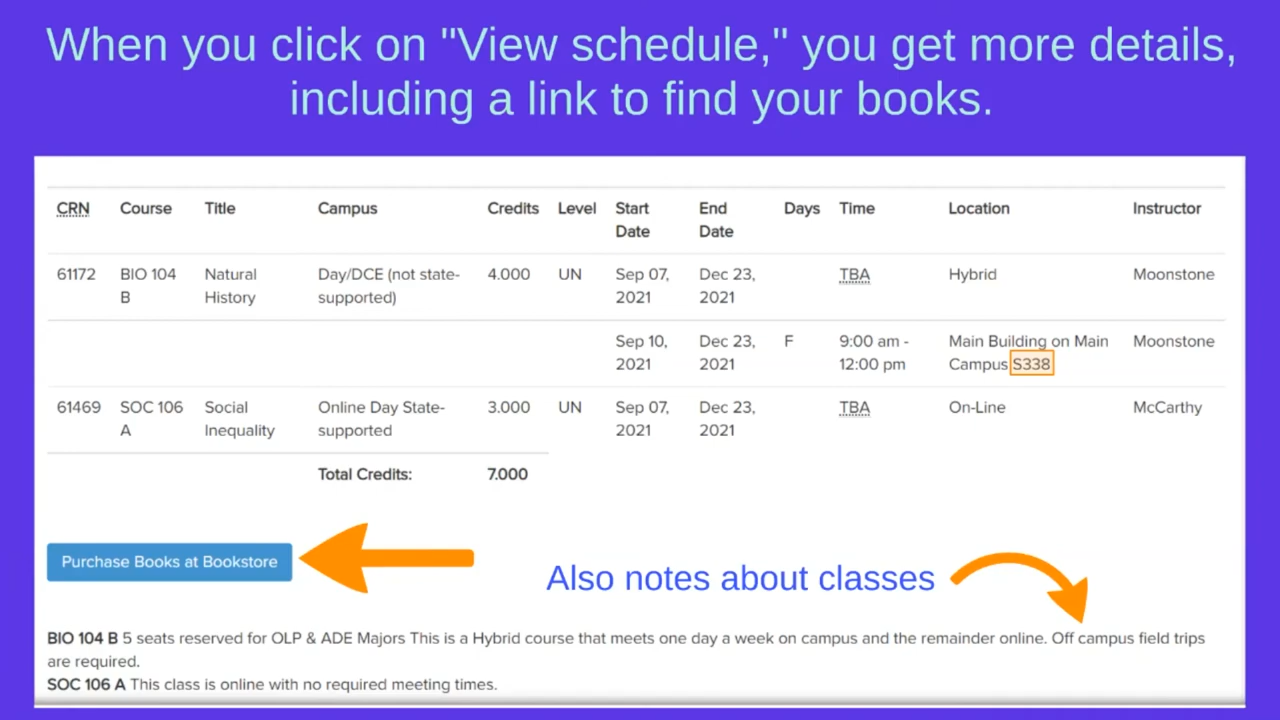 When you click on "View schedule," you get more details,
including a link to find your books.
CRN Course Title Campus Credits Level Start Date End Date Days Time Location Instructor
61172 BIO 104 B Natural History Day/DCE (not state-supported) 4.000 UN Sep 07, 2021 Dec 23, 2021 TBA Hybrid Moonstone
Sep 10, 2021 Dec 23, 2021 F 9:00 am - 12:00 pm Main Building on Main Campus S338 Moonstone
61469 SOC 106 A Social Inequality Online Day State-supported 3.000 UN Sep 07, 2021 Dec 23, 2021 TBA On-Line McCarthy
Total Credits: 7.000
Purchase Books at Bookstore
Also notes about classes
BIO 104 B 5 seats reserved for OLP & ADE Majors This is a Hybrid course that meets one day a week on campus and the remainder online. Off campus field trips
are required.
SOC 106 A This class is online with no required meeting times.